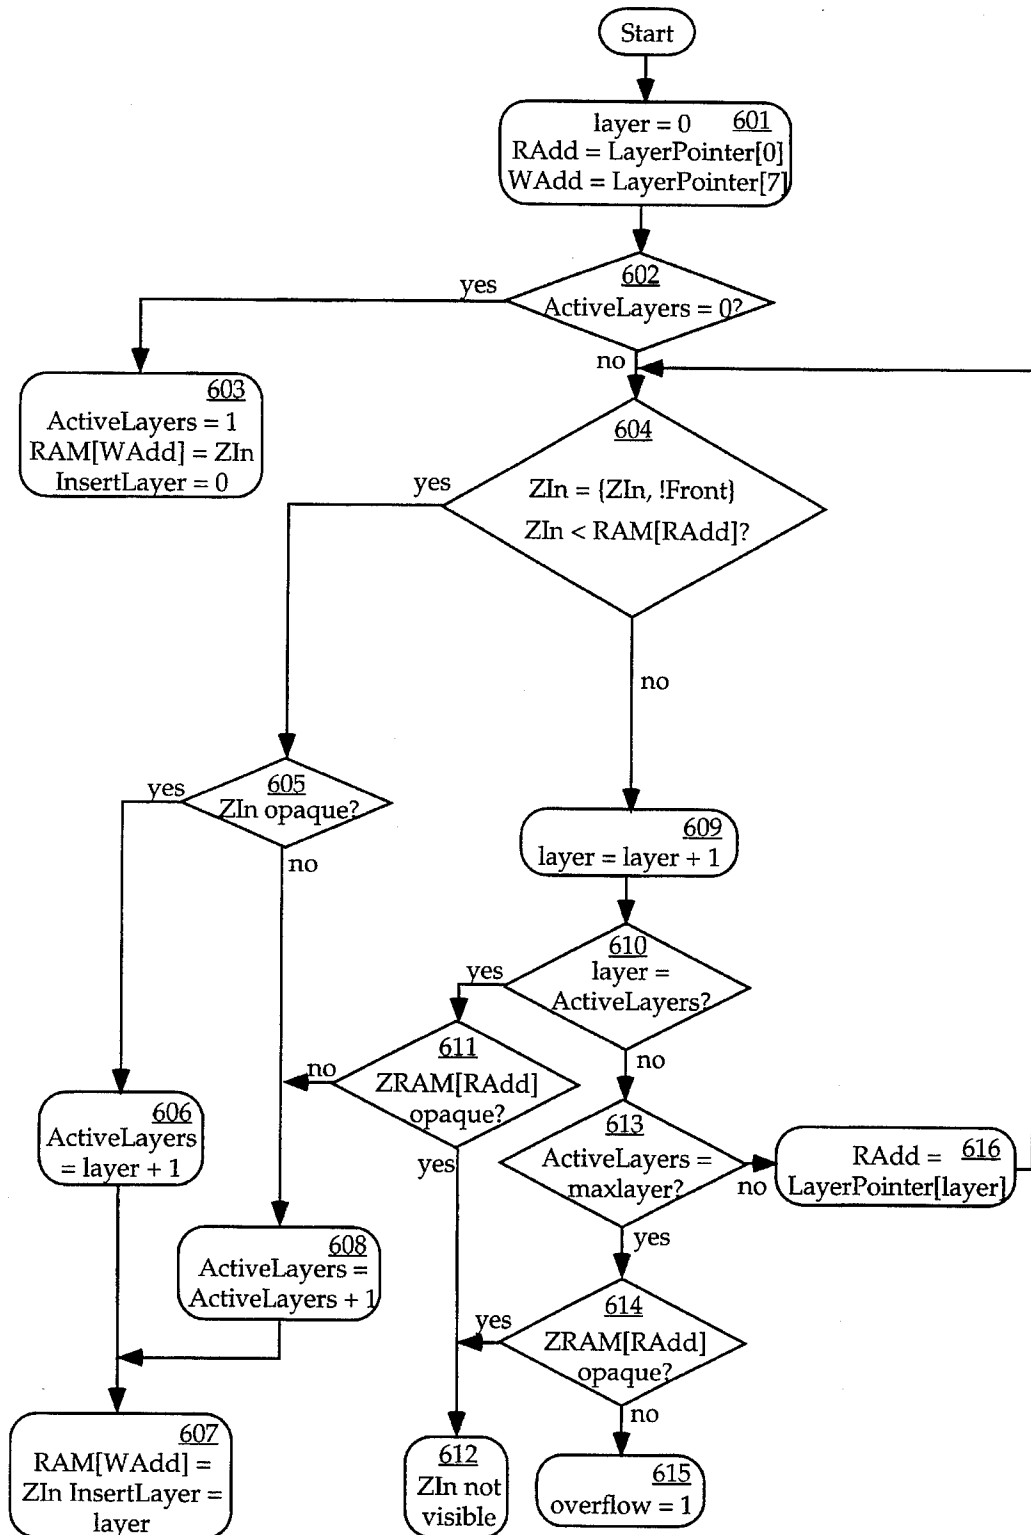 Start
601
layer = 0
RAdd = LayerPointer[0]
WAdd = LayerPointer[7]
602
ActiveLayers = 0?
yes
no
603
ActiveLayers = 1
RAM[WAdd] = ZIn
InsertLayer = 0
604
ZIn = {ZIn, !Front}
ZIn < RAM[RAdd]?
yes
no
605
ZIn opaque?
yes
no
609
layer = layer + 1
610
layer =
ActiveLayers?
yes
no
611
ZRAM[RAdd]
opaque?
no
yes
606
ActiveLayers
= layer + 1
613
ActiveLayers =
maxlayer?
no
yes
616
RAdd =
LayerPointer[layer]
608
ActiveLayers =
ActiveLayers + 1
614
ZRAM[RAdd]
opaque?
yes
no
607
RAM[WAdd] =
ZIn InsertLayer =
layer
612
ZIn not
visible
615
overflow = 1